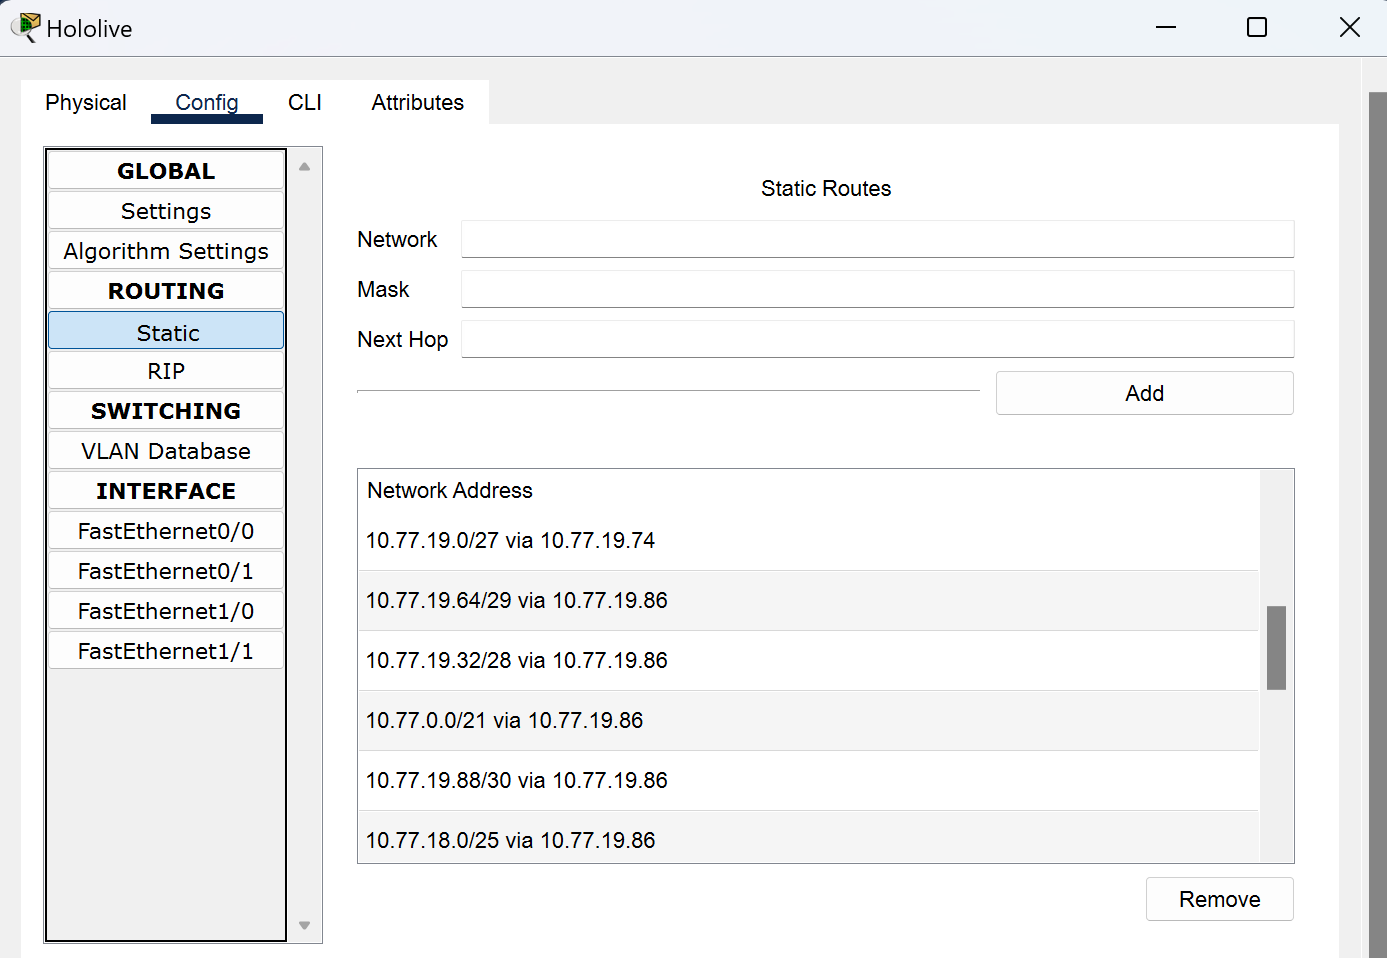 Hololive
Physical Config CLI Attributes
GLOBAL
Settings
Algorithm Settings
ROUTING
Static
RIP
SWITCHING
VLAN Database
INTERFACE
FastEthernet0/0
FastEthernet0/1
FastEthernet1/0
FastEthernet1/1
Static Routes
Network
Mask
Next Hop
Add
Network Address
10.77.19.0/27 via 10.77.19.74
10.77.19.64/29 via 10.77.19.86
10.77.19.32/28 via 10.77.19.86
10.77.0.0/21 via 10.77.19.86
10.77.19.88/30 via 10.77.19.86
10.77.18.0/25 via 10.77.19.86
Remove